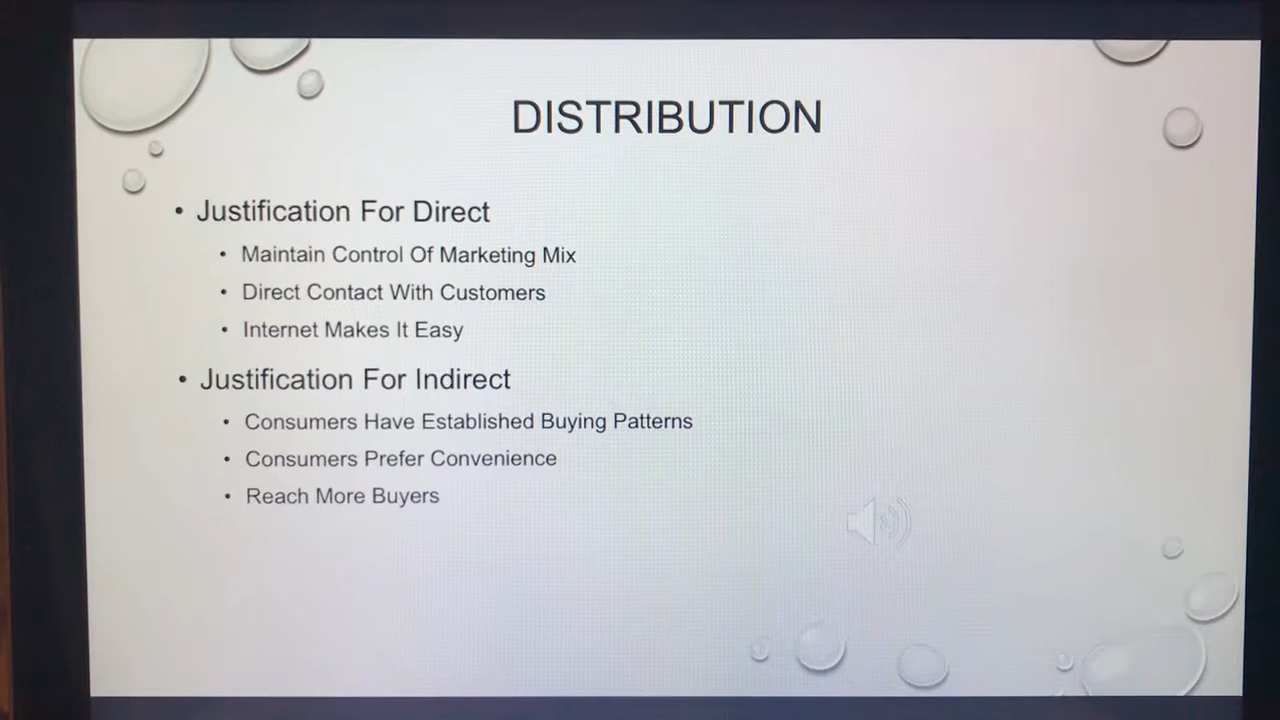 DISTRIBUTION
• Justification For Direct
• Maintain Control Of Marketing Mix
• Direct Contact With Customers
• Internet Makes It Easy
• Justification For Indirect
• Consumers Have Established Buying Patterns
• Consumers Prefer Convenience
• Reach More Buyers